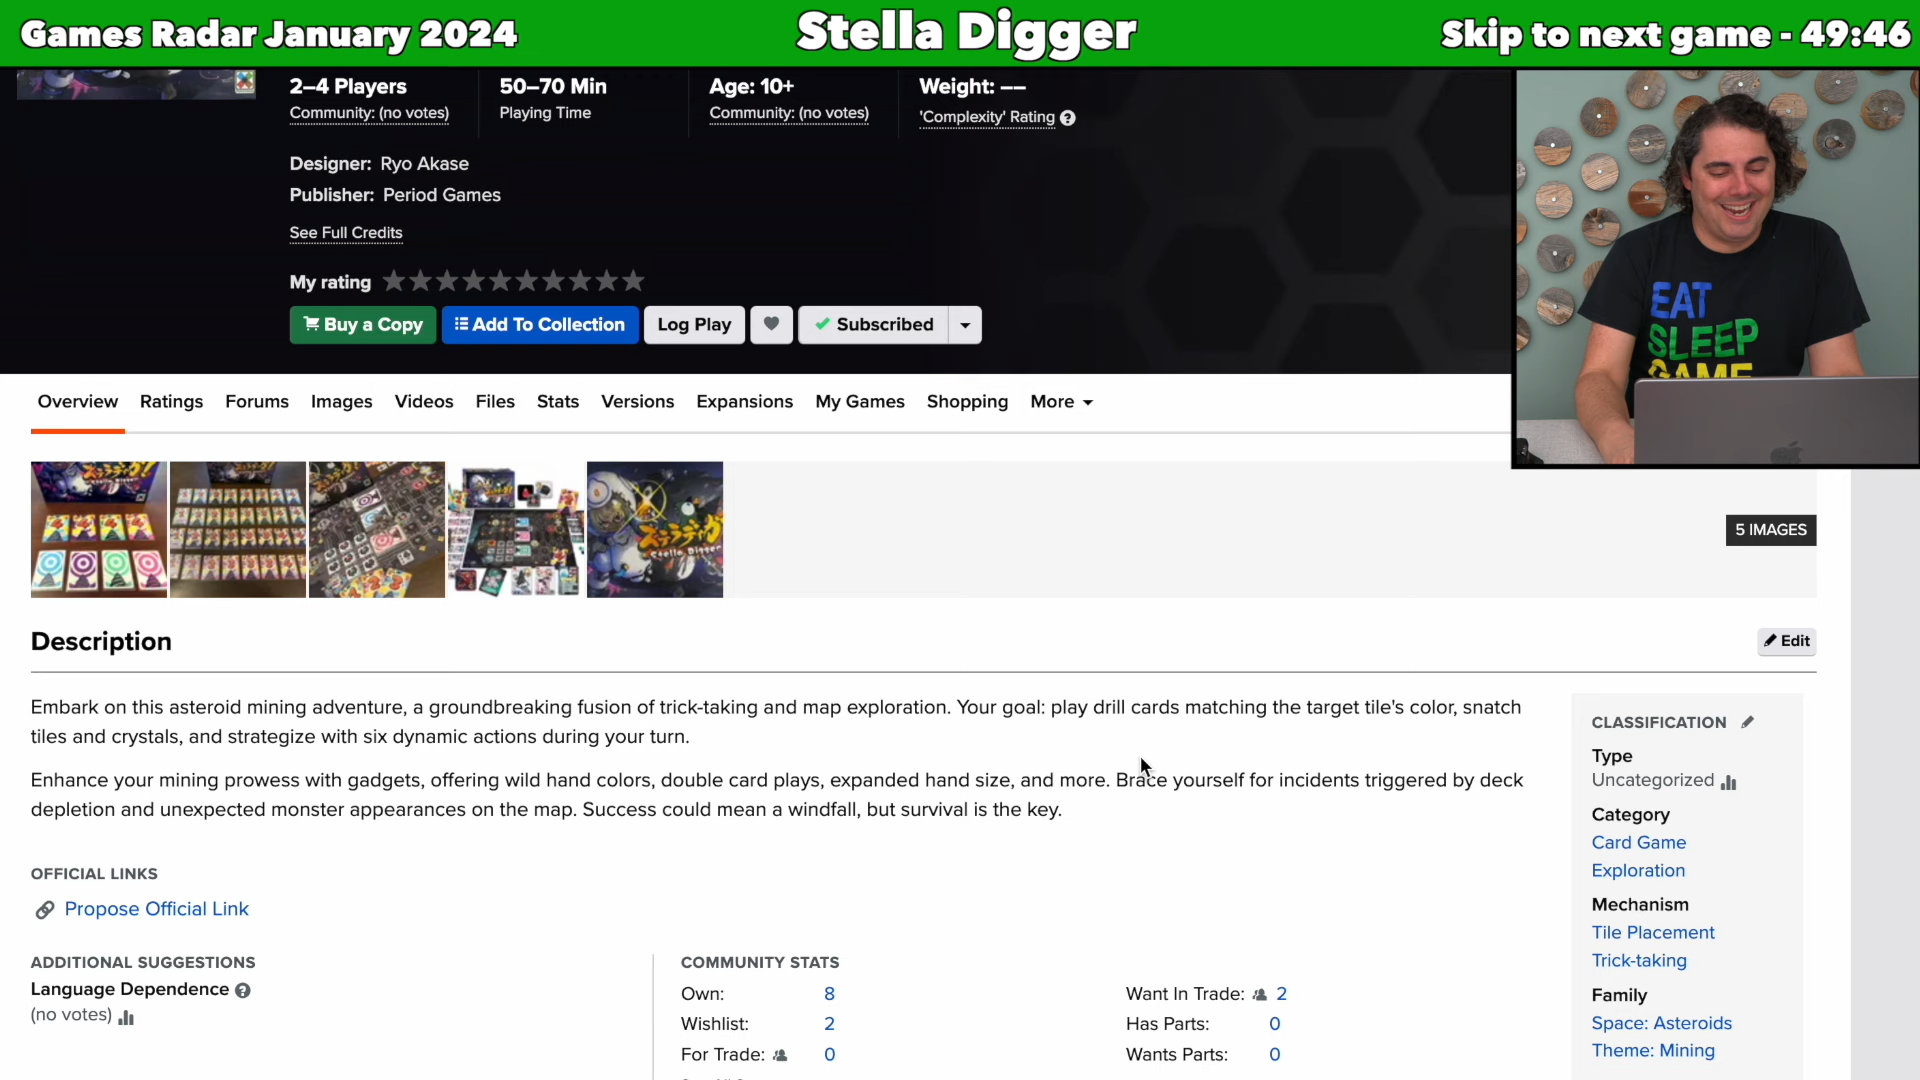 Games Radar January 2024
Stella Digger
Skip to next game - 49:46
2–4 Players
50–70 Min
Age: 10+
Weight: --
Community: (no votes)
Playing Time
Community: (no votes)
'Complexity' Rating
Designer: Ryo Akase
Publisher: Period Games
See Full Credits
My rating
Buy a Copy
Add To Collection
Log Play
Subscribed
EAT
SLEEP
GAME
Overview
Ratings
Forums
Images
Videos
Files
Stats
Versions
Expansions
My Games
Shopping
More
ステラディガー!
Stella Digger
5 IMAGES
Description
Edit
Embark on this asteroid mining adventure, a groundbreaking fusion of trick-taking and map exploration. Your goal: play drill cards matching the target tile's color, snatch
tiles and crystals, and strategize with six dynamic actions during your turn.
Enhance your mining prowess with gadgets, offering wild hand colors, double card plays, expanded hand size, and more. Brace yourself for incidents triggered by deck
depletion and unexpected monster appearances on the map. Success could mean a windfall, but survival is the key.
CLASSIFICATION
Type
Uncategorized
Category
Card Game
Exploration
Mechanism
Tile Placement
Trick-taking
Family
Space: Asteroids
Theme: Mining
OFFICIAL LINKS
Propose Official Link
ADDITIONAL SUGGESTIONS
Language Dependence
(no votes)
COMMUNITY STATS
Own: 8
Wishlist: 2
For Trade: 0
Want In Trade: 2
Has Parts: 0
Wants Parts: 0